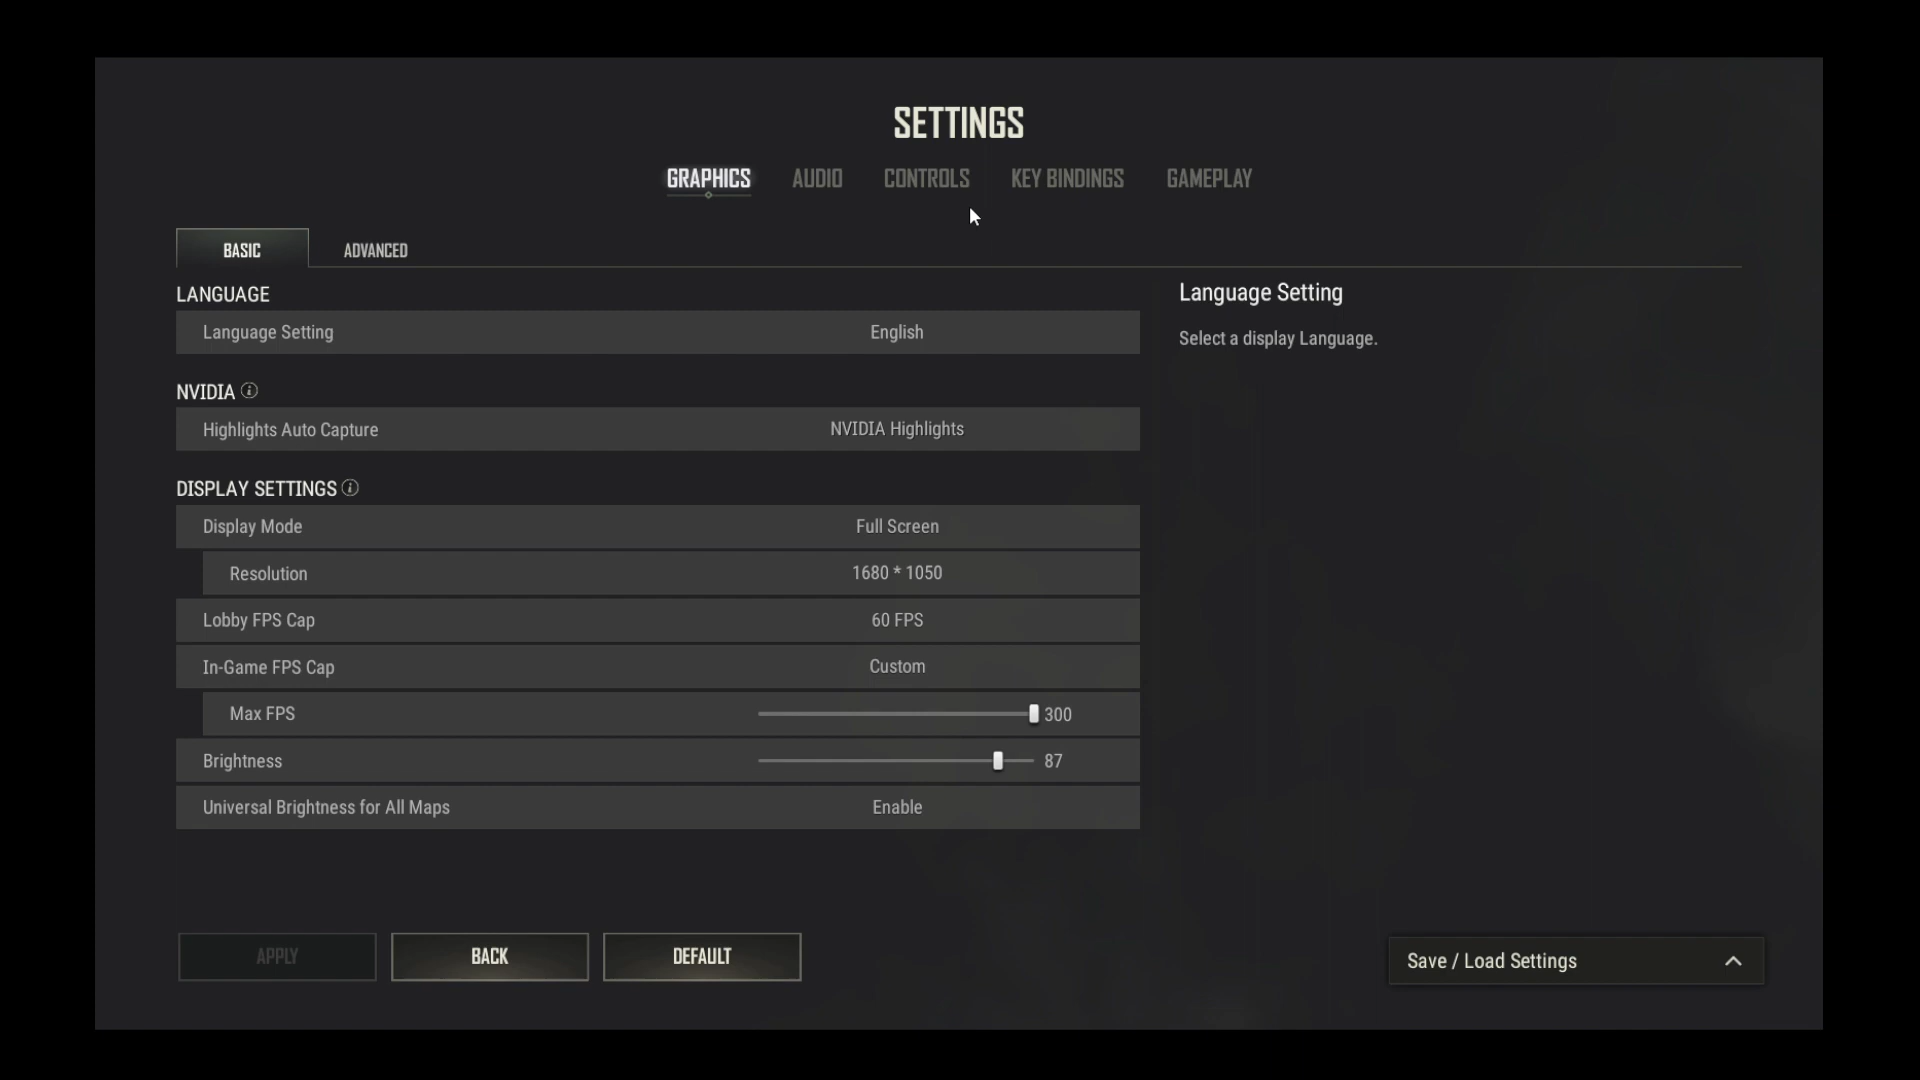 SETTINGS
GRAPHICS AUDIO CONTROLS KEY BINDINGS GAMEPLAY
BASIC ADVANCED
LANGUAGE
Language Setting English
NVIDIA
Highlights Auto Capture NVIDIA Highlights
DISPLAY SETTINGS
Display Mode Full Screen
Resolution 1680 * 1050
Lobby FPS Cap 60 FPS
In-Game FPS Cap Custom
Max FPS 300
Brightness 87
Universal Brightness for All Maps Enable
Language Setting
Select a display Language.
APPLY BACK DEFAULT
Save / Load Settings